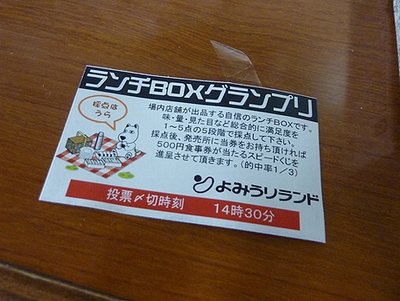 ランチBOXグランプリ
採点は
うら
場内店舗が出品する自信のランチBOXです。
味・量・見た目など総合的に満足度を
1〜5点の5段階で採点して下さい。
採点後、発売所に当券をお持ち頂ければ
500円食事券が当たるスピードくじを
進呈させて頂きます。(的中率1/3)
よみうりランド
投票〆切時刻 14時30分